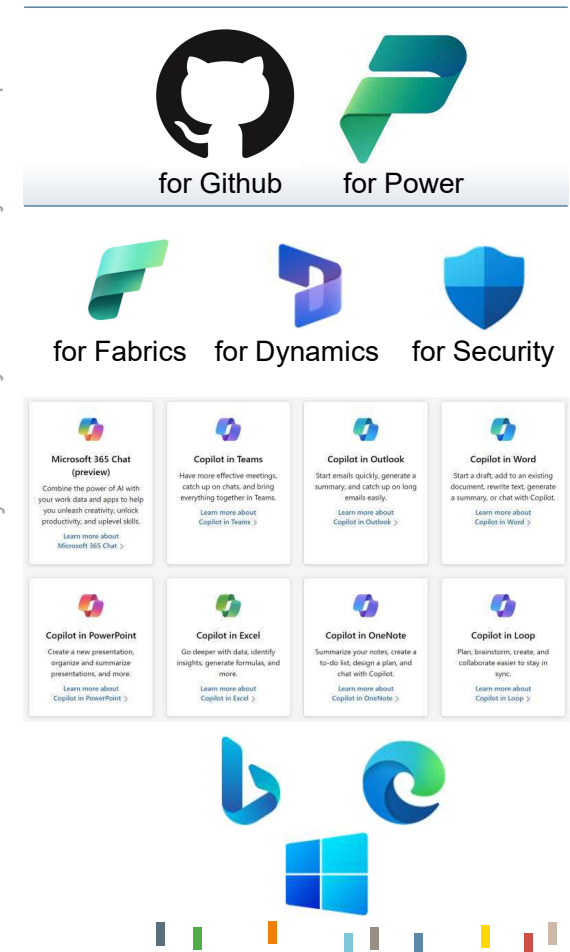 for Github for Power
for Fabrics for Dynamics for Security
Microsoft 365 Chat
(preview)
Combine the power of AI with
your work data and apps to help
you unleash creativity, unlock
productivity, and uplevel skills.
Learn more about
Microsoft 365 Chat >
Copilot in Teams
Have more effective meetings,
catch up on chats, and bring
everything together in Teams.
Learn more about
Copilot in Teams >
Copilot in Outlook
Start emails quickly, generate a
summary, and catch up on long
emails easily.
Learn more about
Copilot in Outlook >
Copilot in Word
Start a draft, add to an existing
document, rewrite text, generate
a summary, or chat with Copilot.
Learn more about
Copilot in Word >
Copilot in PowerPoint
Create a new presentation,
organize and summarize
presentations, and more.
Learn more about
Copilot in PowerPoint >
Copilot in Excel
Go deeper with data, identify
insights, generate formulas, and
more.
Learn more about
Copilot in Excel >
Copilot in OneNote
Summarize your notes, create a
to-do list, design a plan, and
chat with Copilot.
Learn more about
Copilot in OneNote >
Copilot in Loop
Plan, brainstorm, create, and
collaborate easier to stay in
sync.
Learn more about
Copilot in Loop >